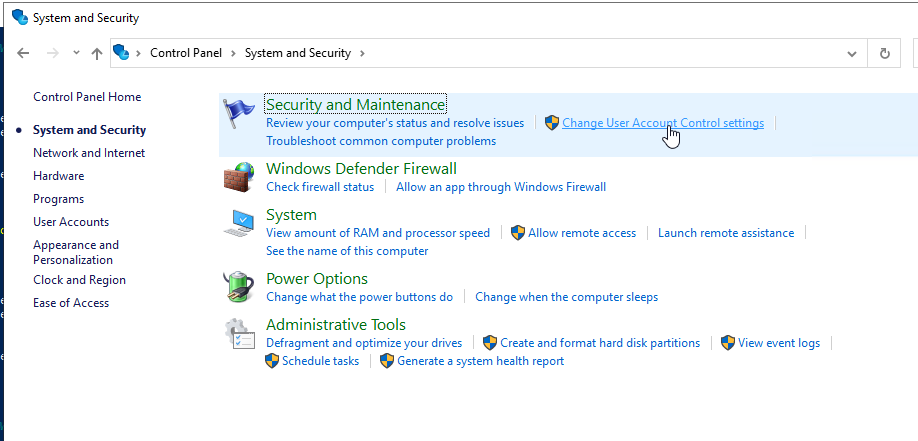 System and Security
Control Panel System and Security
Control Panel Home
System and Security
Network and Internet
Hardware
Programs
User Accounts
Appearance and
Personalization
Clock and Region
Ease of Access
Security and Maintenance
Review your computer's status and resolve issues
Change User Account Control settings
Troubleshoot common computer problems
Windows Defender Firewall
Check firewall status
Allow an app through Windows Firewall
System
View amount of RAM and processor speed
Allow remote access
Launch remote assistance
See the name of this computer
Power Options
Change what the power buttons do
Change when the computer sleeps
Administrative Tools
Defragment and optimize your drives
Create and format hard disk partitions
View event logs
Schedule tasks
Generate a system health report